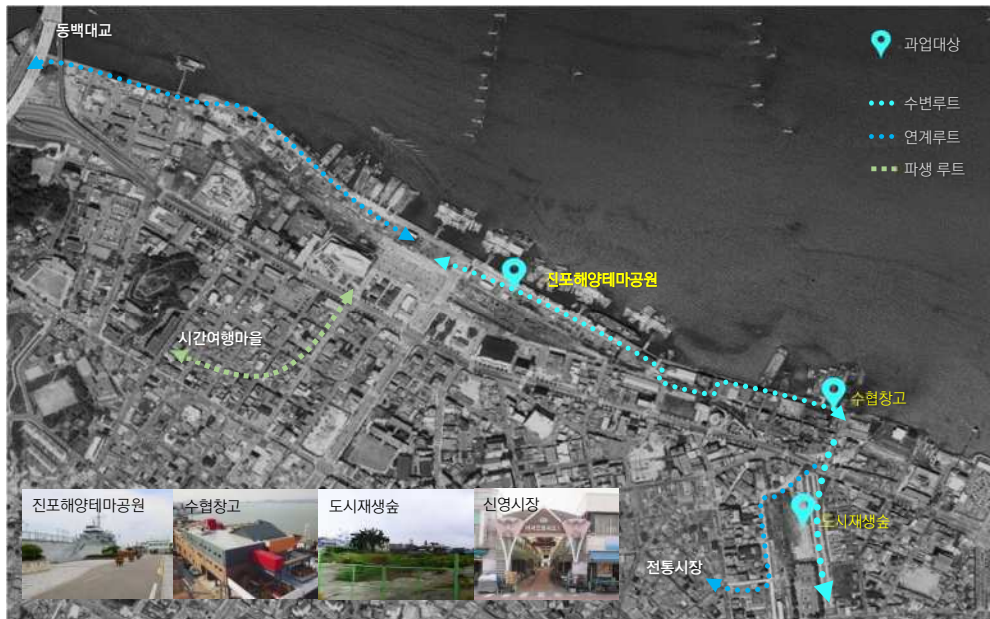 동백대교
과업대상
수변루트
연계루트
파생 루트
진포해양테마공원
시간여행마을
수협창고
진포해양테마공원
수협창고
도시재생숲
신영시장
도시재생숲
전통시장